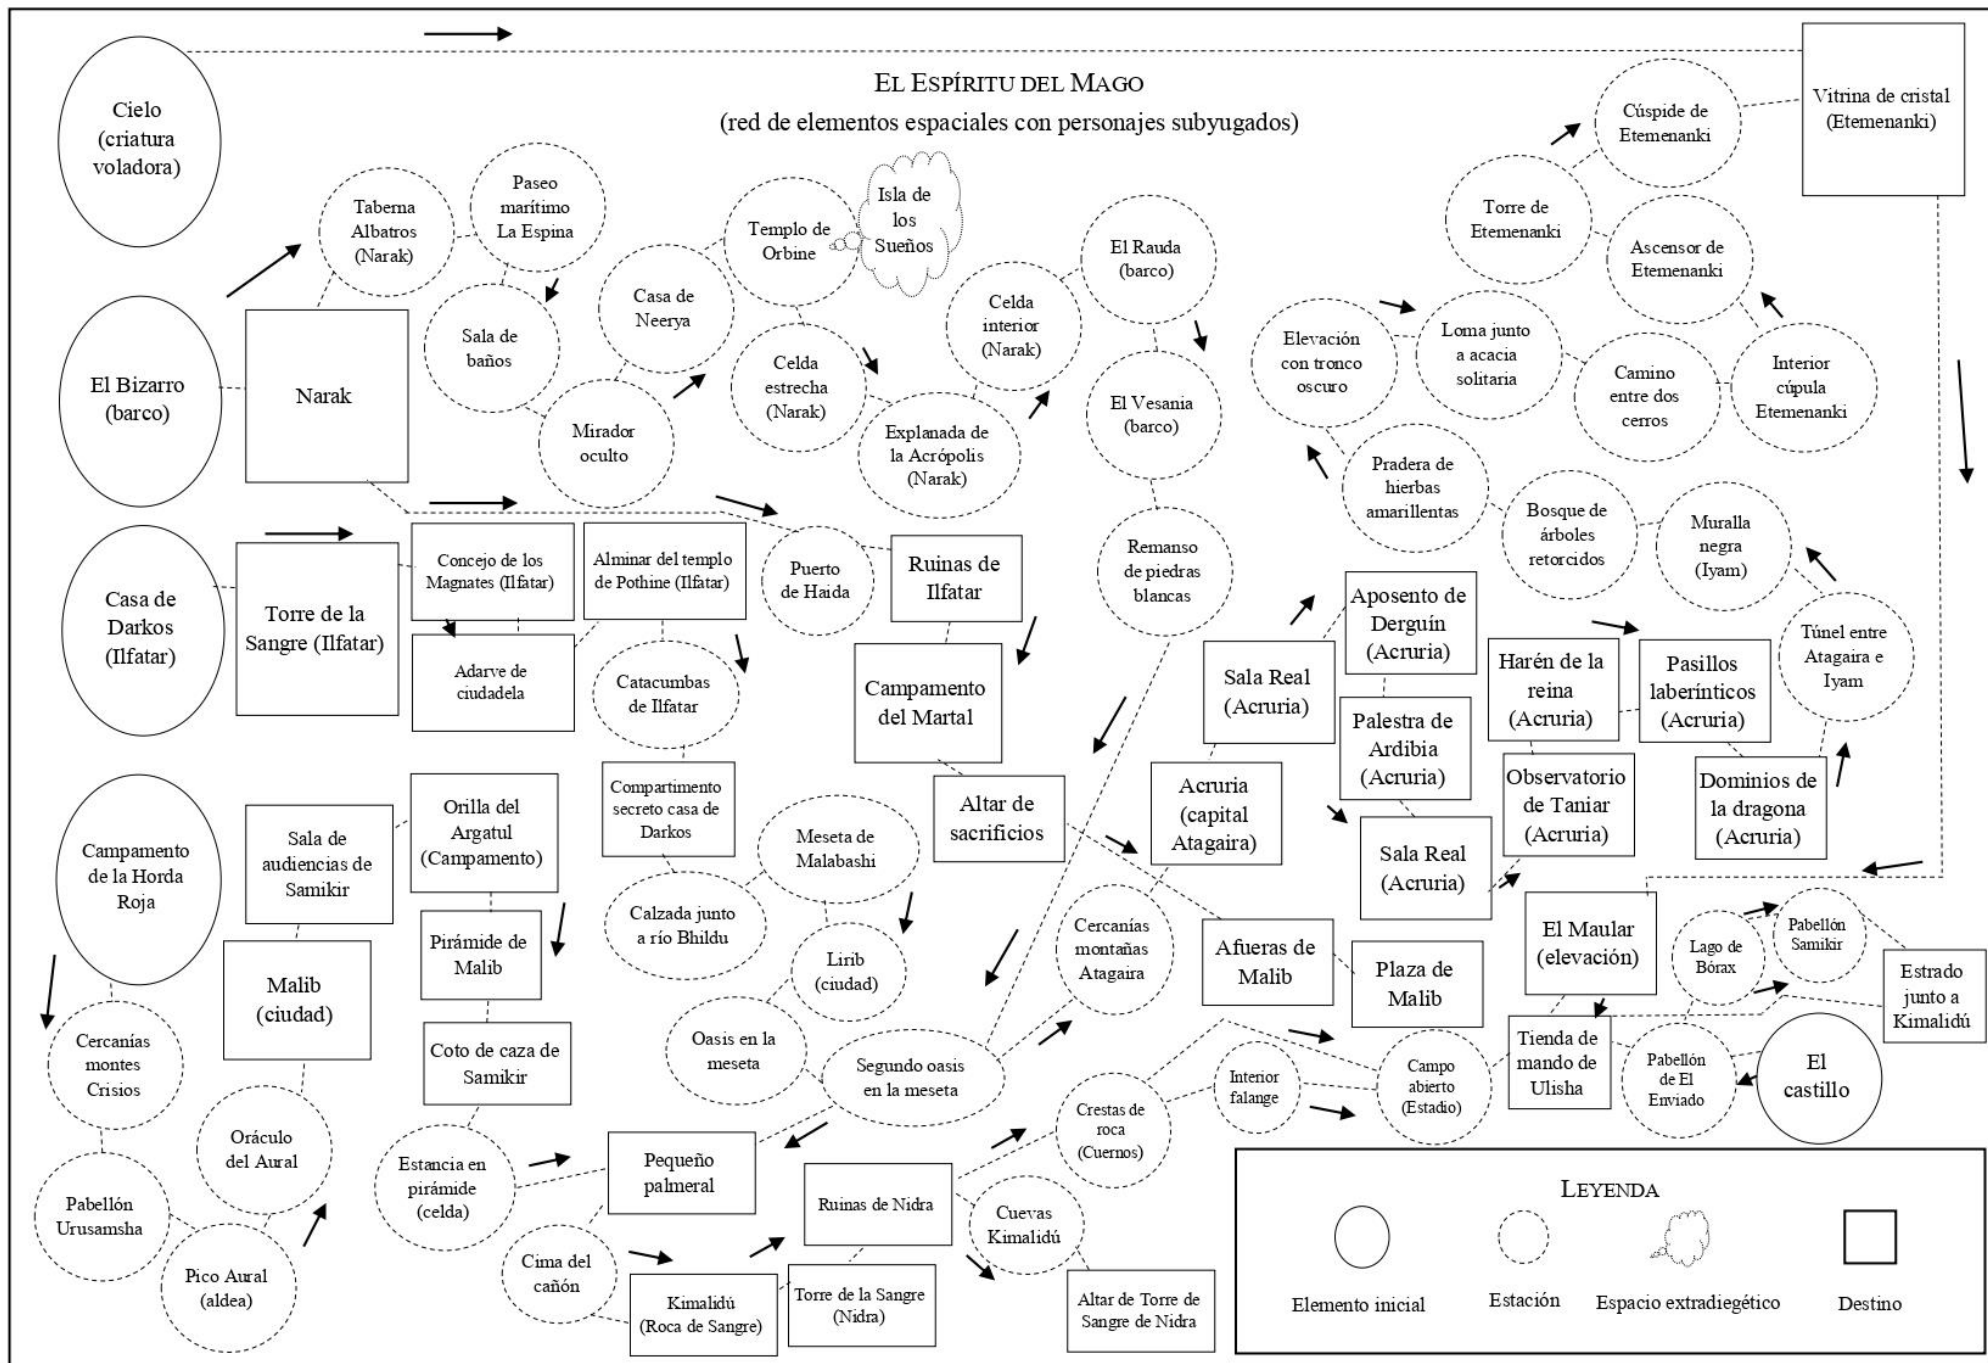 EL ESPÍRITU DEL MAGO
(red de elementos espaciales con personajes subyugados)
Cielo
(criatura
voladora)
Vitrina de cristal
(Etemenanki)
Cúspide de
Etemenanki
Torre de
Etemenanki
Ascensor de
Etemenanki
Taberna
Albatros
(Narak)
Paseo
marítimo
La Espina
Templo de
Orbine
Isla de
los
Sueños
El Rauda
(barco)
El Bizarro
(barco)
Narak
Sala de
baños
Casa de
Neerya
Mirador
oculto
Celda
estrecha
(Narak)
Celda
interior
(Narak)
Explanada de
la Acrópolis
(Narak)
El Vesania
(barco)
Elevación
con tronco
oscuro
Loma junto
a acacia
solitaria
Camino
entre dos
cerros
Interior
cúpula
Etemenanki
Pradera de
hierbas
amarillentas
Bosque de
árboles
retorcidos
Muralla
negra
(Iyam)
Casa de
Darkos
(Ilfatar)
Torre de la
Sangre (Ilfatar)
Concejo de los
Magnates (Ilfatar)
Adarve de
ciudadela
Alminar del templo
de Pothine (Ilfatar)
Catacumbas
de Ilfatar
Puerto
de Haida
Ruinas de
Ilfatar
Campamento
del Martal
Remanso
de piedras
blancas
Sala Real
(Acruria)
Aposento de
Derguín
(Acruria)
Palestra de
Ardibia
(Acruria)
Harén de la
reina
(Acruria)
Pasillos
laberínticos
(Acruria)
Túnel entre
Atagaira e
Iyam
Campamento
de la Horda
Roja
Sala de
audiencias de
Samikir
Orilla del
Argatul
(Campamento)
Compartimento
secreto casa de
Darkos
Meseta de
Malabashi
Altar de
sacrificios
Acruria
(capital
Atagaira)
Sala Real
(Acruria)
Observatorio
de Taniar
(Acruria)
Dominios de
la dragona
(Acruria)
Malib
(ciudad)
Pirámide de
Malib
Calzada junto
a río Bhildu
Lirib
(ciudad)
Cercanías
montañas
Atagaira
Afueras de
Malib
Plaza de
Malib
El Maular
(elevación)
Lago de
Bórax
Pabellón
Samikir
Estrado
junto a
Kimalidú
Cercanías
montes
Crisios
Coto de caza de
Samikir
Oasis en la
meseta
Segundo oasis
en la meseta
Crestas de
roca
(Cuernos)
Interior
falange
Campo
abierto
(Estadio)
Tienda de
mando de
Ulisha
Pabellón
de El
Enviado
El
castillo
Pabellón
Urusamsha
Oráculo
del Aural
Pico Aural
(aldea)
Estancia en
pirámide
(celda)
Pequeño
palmeral
Cima del
cañón
Kimalidú
(Roca de Sangre)
Ruinas de Nidra
Torre de la Sangre
(Nidra)
Cuevas
Kimalidú
Altar de Torre de
Sangre de Nidra
LEYENDA
Elemento inicial
Estación
Espacio extradiegético
Destino